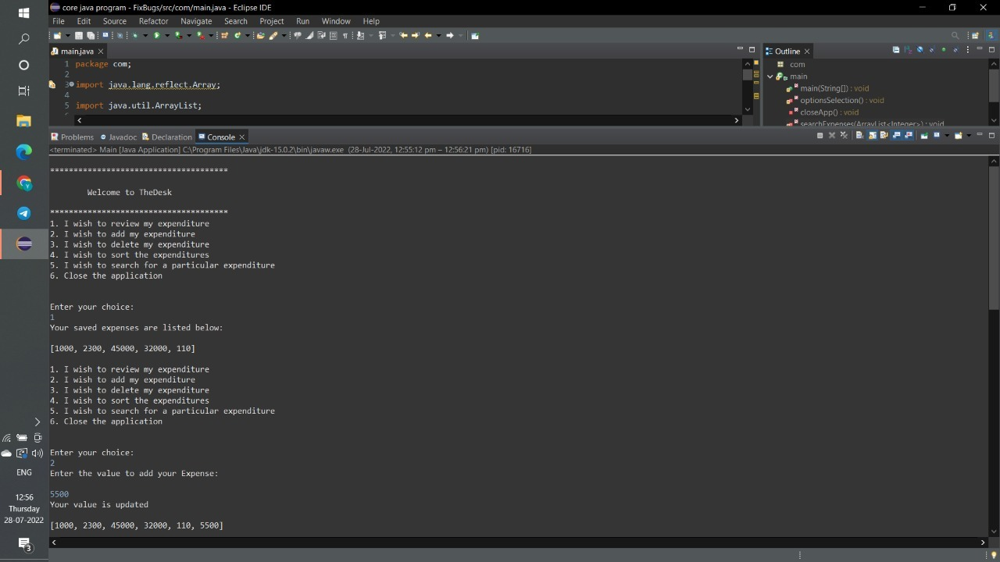 core java program - FixBugs/src/com/main.java - Eclipse IDE
File Edit Source Refactor Navigate Search Project Run Window Help
main.java
Outline
1 package com;
2
3 import java.lang.reflect.Array;
4
5 import java.util.ArrayList;
com
main
main(String[]) : void
optionsSelection() : void
closeApp() : void
searchExpenses(ArrayList<Integer>) : void
Problems Javadoc Declaration Console
<terminated> Main [Java Application] C:\Program Files\Java\jdk-15.0.2\bin\javaw.exe (28-Jul-2022, 12:55:12 pm – 12:56:21 pm) [pid: 16716]
**************************************
Welcome to TheDesk
**************************************
1. I wish to review my expenditure
2. I wish to add my expenditure
3. I wish to delete my expenditure
4. I wish to sort the expenditures
5. I wish to search for a particular expenditure
6. Close the application
Enter your choice:
1
Your saved expenses are listed below:
[1000, 2300, 45000, 32000, 110]
1. I wish to review my expenditure
2. I wish to add my expenditure
3. I wish to delete my expenditure
4. I wish to sort the expenditures
5. I wish to search for a particular expenditure
6. Close the application
Enter your choice:
2
Enter the value to add your Expense:
5500
Your value is updated
[1000, 2300, 45000, 32000, 110, 5500]
ENG
12:56
Thursday
28-07-2022
3